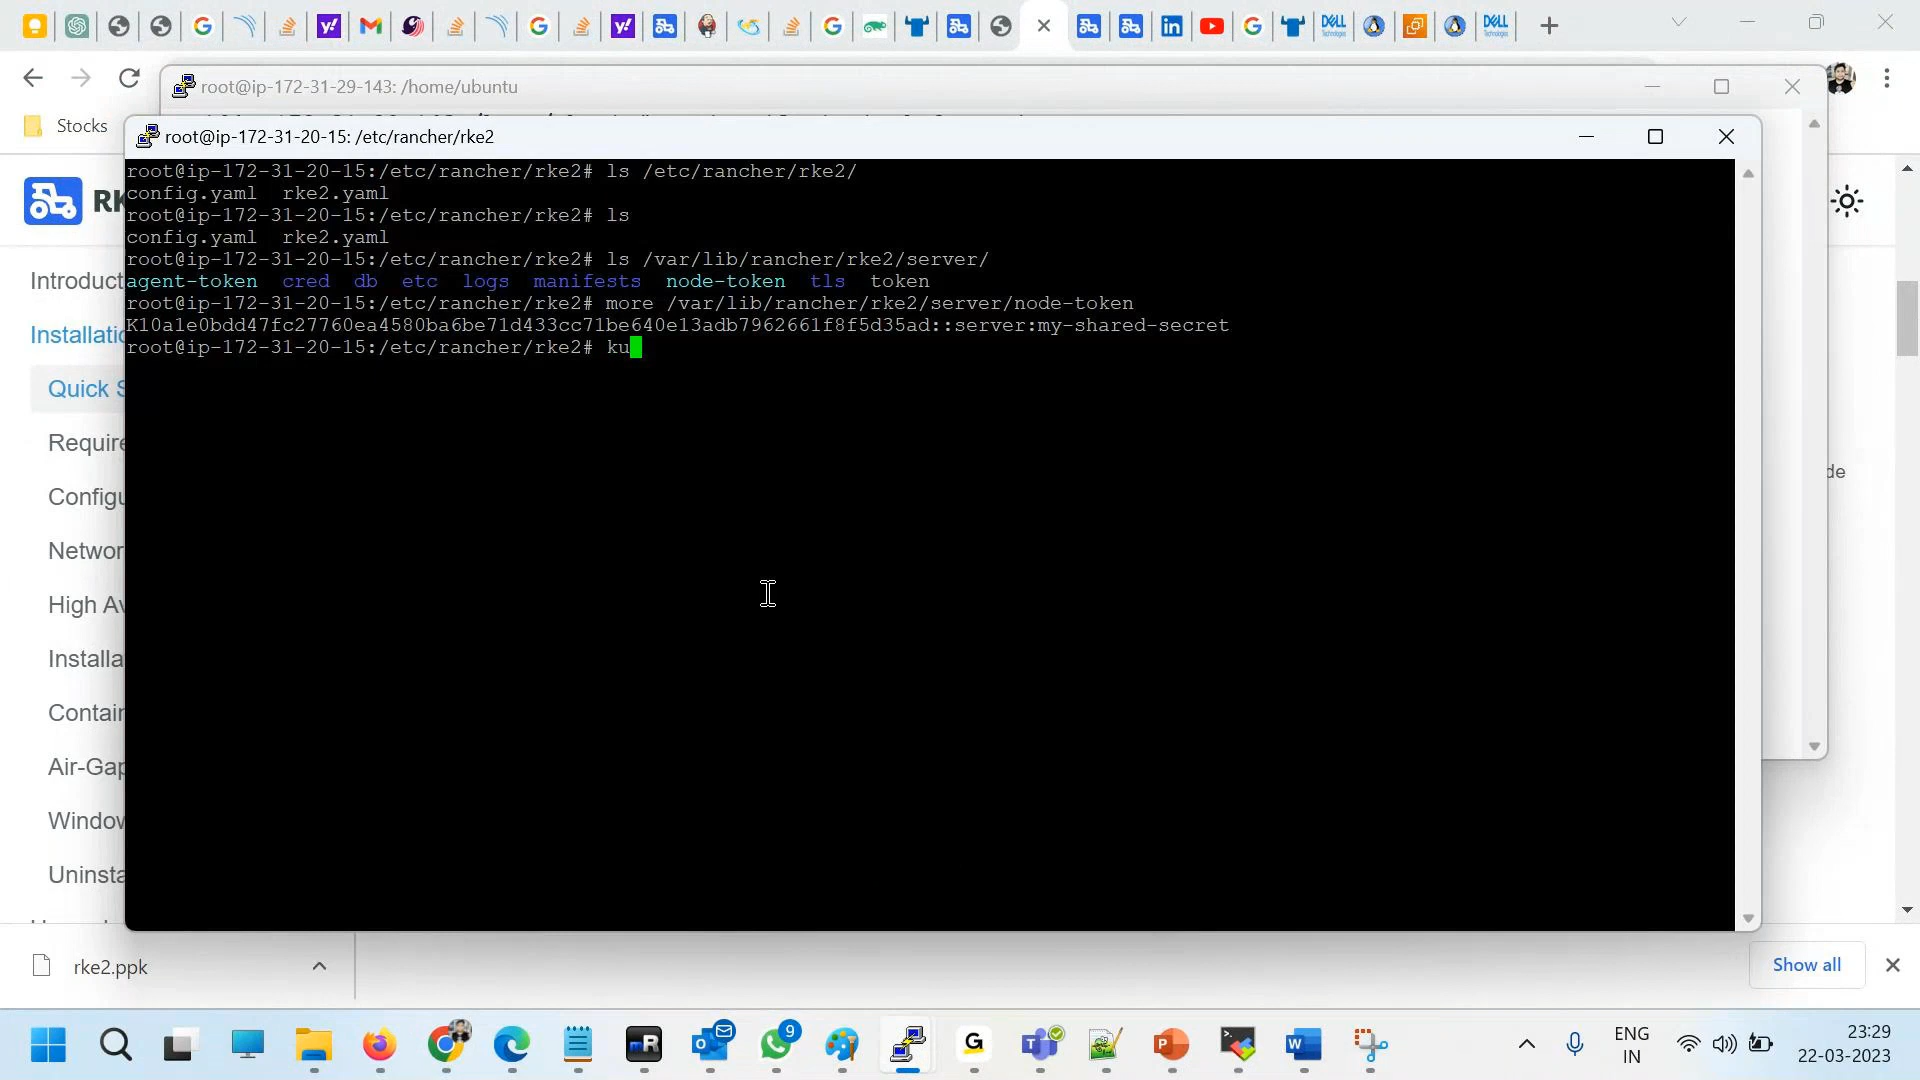 root@ip-172-31-29-143: /home/ubuntu
Stocks
root@ip-172-31-20-15: /etc/rancher/rke2
root@ip-172-31-20-15:/etc/rancher/rke2# ls /etc/rancher/rke2/
config.yaml rke2.yaml
root@ip-172-31-20-15:/etc/rancher/rke2# ls
config.yaml rke2.yaml
root@ip-172-31-20-15:/etc/rancher/rke2# ls /var/lib/rancher/rke2/server/
agent-token cred db etc logs manifests node-token tls token
root@ip-172-31-20-15:/etc/rancher/rke2# more /var/lib/rancher/rke2/server/node-token
K10a1e0bdd47fc27760ea4580ba6be71d433cc71be640e13adb7962661f8f5d35ad::server:my-shared-secret
root@ip-172-31-20-15:/etc/rancher/rke2# ku
RK
Introduct
Installatio
Quick S
Require
Configu
Networ
High Av
Installa
Contain
Air-Gap
Window
Uninsta
de
rke2.ppk
Show all
9
ENG
IN
23:29
22-03-2023